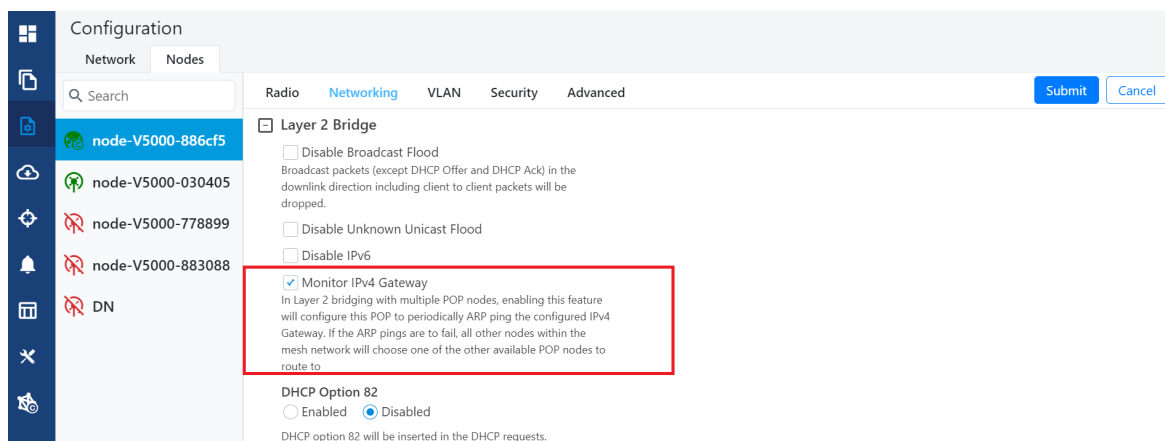 Configuration
Network Nodes
Search
node-V5000-886cf5
node-V5000-030405
node-V5000-778899
node-V5000-883088
DN
Radio Networking VLAN Security Advanced
Submit Cancel
Layer 2 Bridge
Disable Broadcast Flood
Broadcast packets (except DHCP Offer and DHCP Ack) in the
downlink direction including client to client packets will be
dropped.
Disable Unknown Unicast Flood
Disable IPv6
Monitor IPv4 Gateway
In Layer 2 bridging with multiple POP nodes, enabling this feature
will configure this POP to periodically ARP ping the configured IPv4
Gateway. If the ARP pings are to fail, all other nodes within the
mesh network will choose one of the other available POP nodes to
route to
DHCP Option 82
Enabled Disabled
DHCP option 82 will be inserted in the DHCP requests.